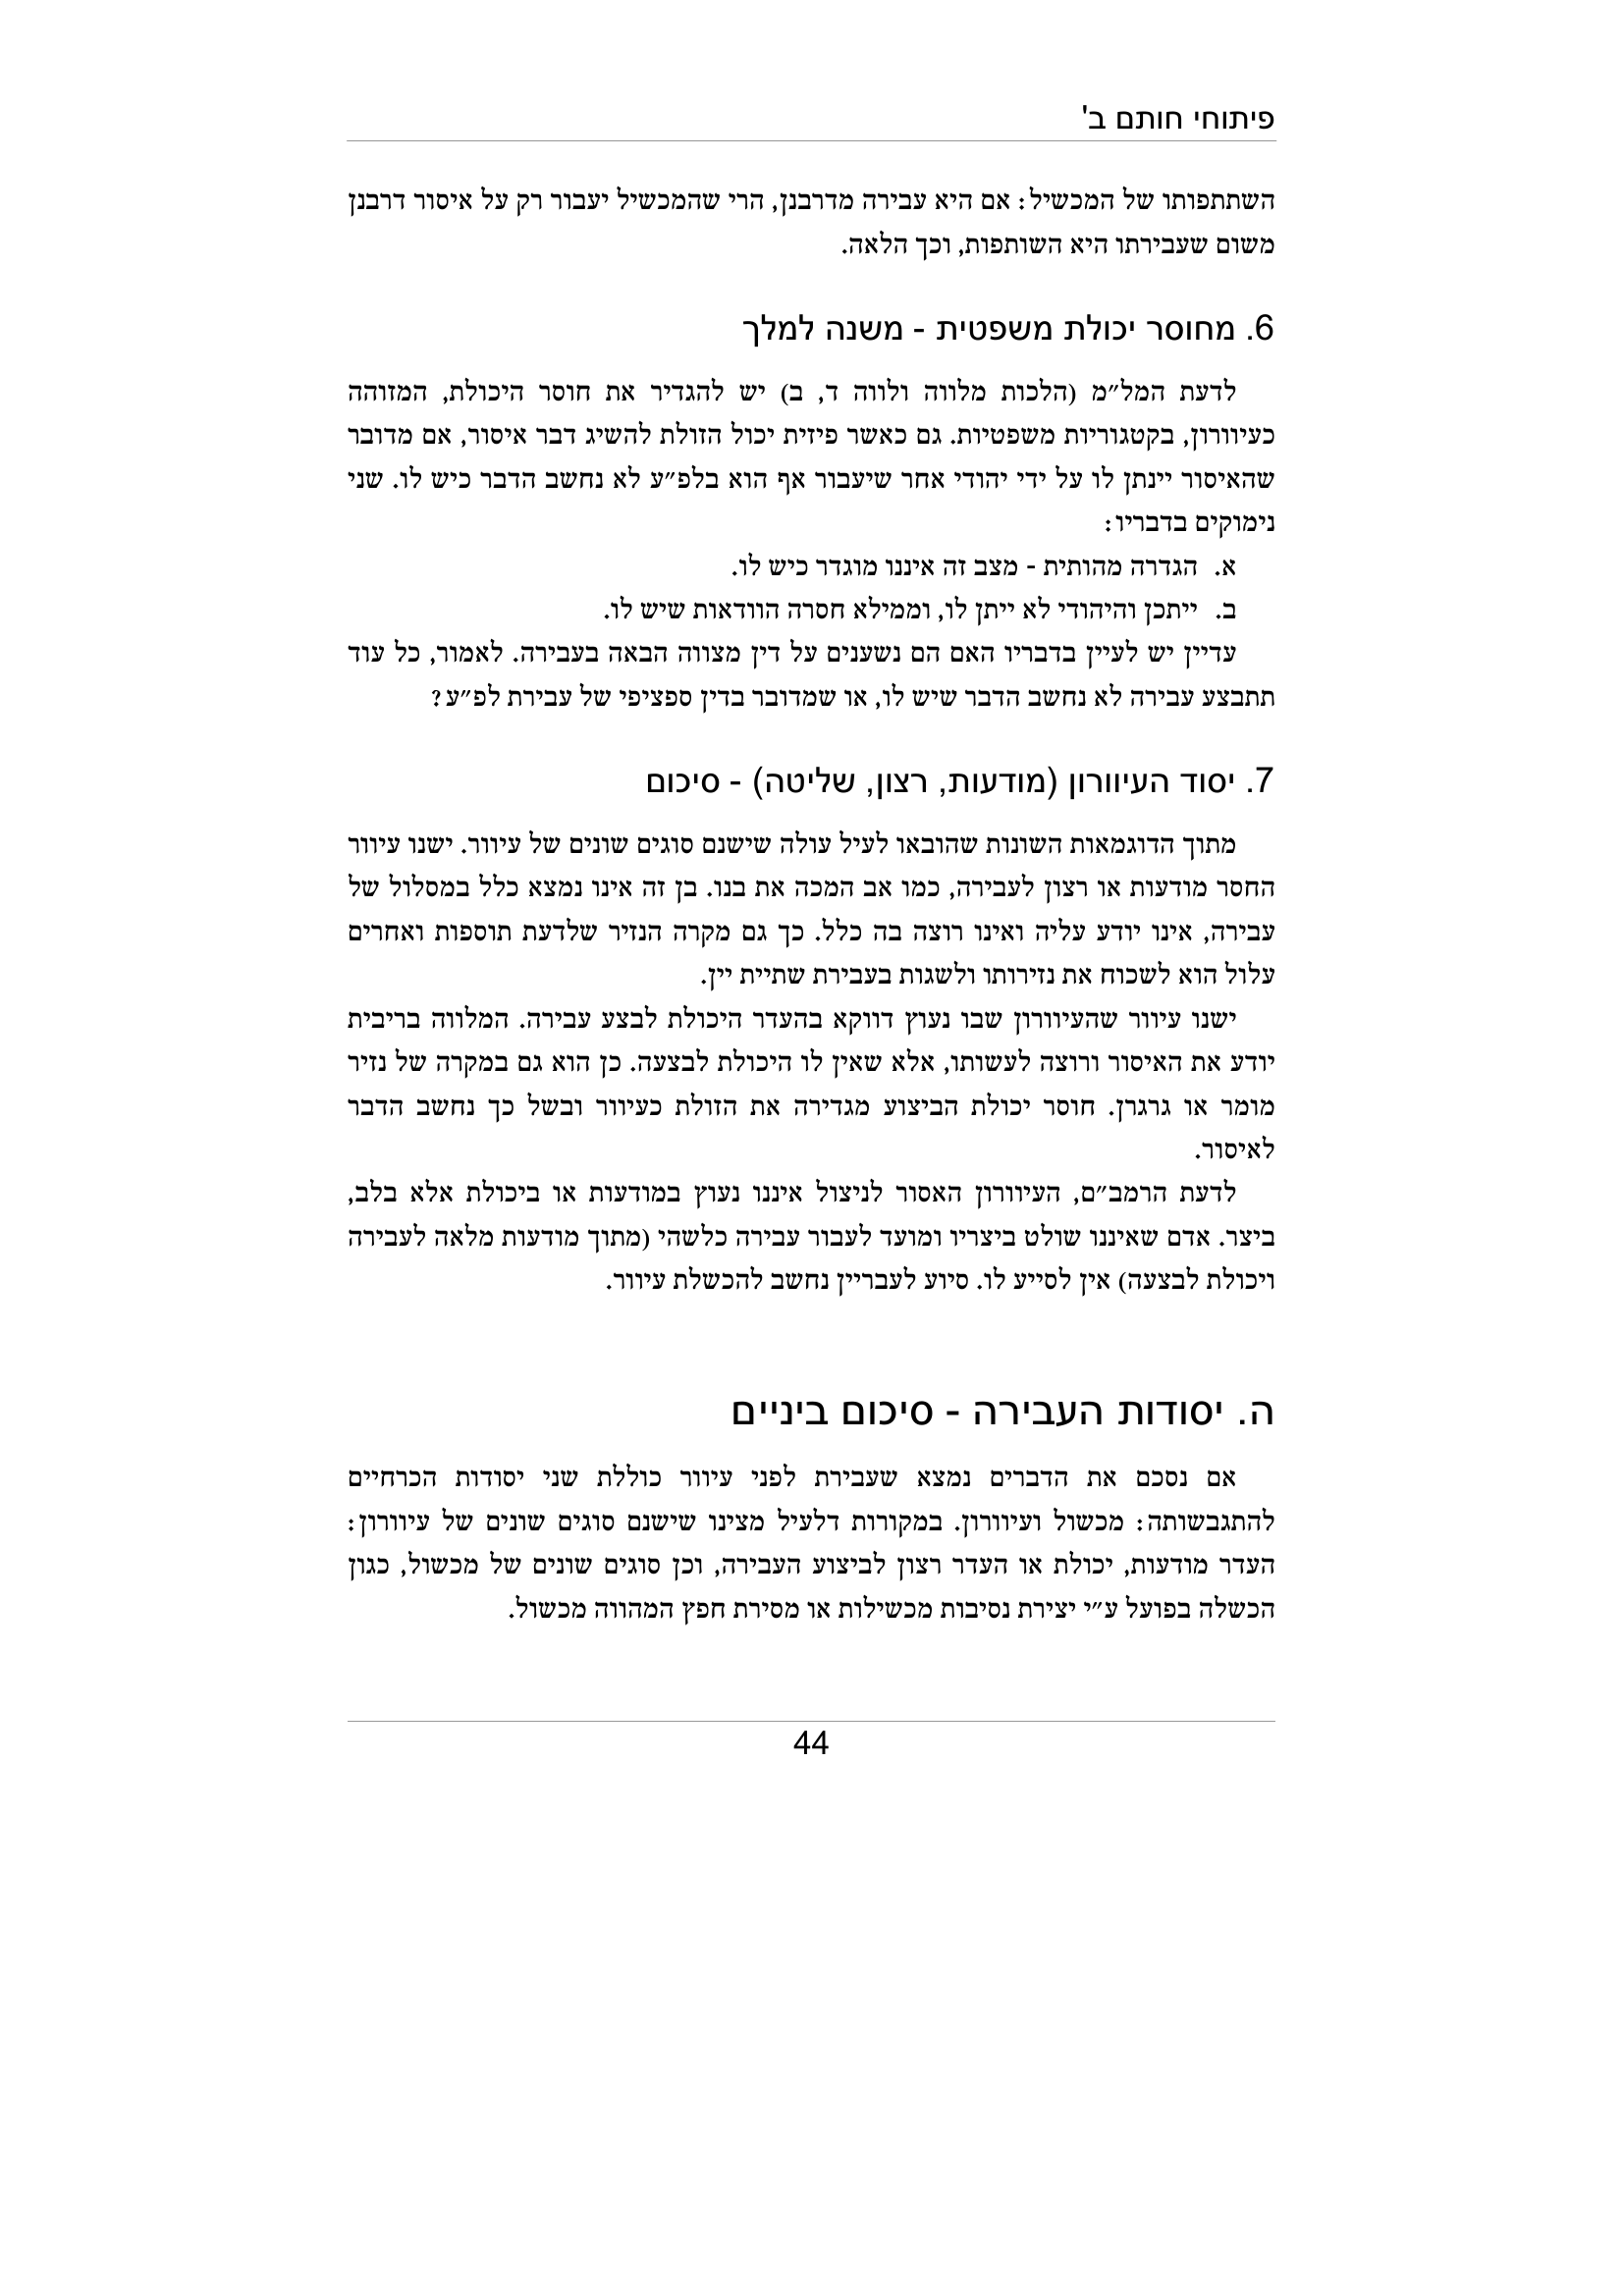 פיתוחי חותם ב'
השתתפותו של המכשיל: אם היא עבירה מדרבנן, הרי שהמכשיל יעבור רק על איסור דרבנן
משום שעבירתו היא השותפות, וכך הלאה.
6. מחוסר יכולת משפטית - משנה למלך
לדעת המל״מ (הלכות מלווה ולווה ד, ב) יש להגדיר את חוסר היכולת, המזוהה
כעיוורון, בקטגוריות משפטיות. גם כאשר פיזית יכול הזולת להשיג דבר איסור, אם מדובר
שהאיסור יינתן לו על ידי יהודי אחר שיעבור אף הוא בלפ״ע לא נחשב הדבר כיש לו. שני
נימוקים בדבריו:
א. הגדרה מהותית - מצב זה איננו מוגדר כיש לו.
ב. ייתכן והיהודי לא ייתן לו, וממילא חסרה הוודאות שיש לו.
עדיין יש לעיין בדבריו האם הם נשענים על דין מצווה הבאה בעבירה. לאמור, כל עוד
תתבצע עבירה לא נחשב הדבר שיש לו, או שמדובר בדין ספציפי של עבירת לפ״ע?
7. יסוד העיוורון (מודעות, רצון, שליטה) - סיכום
מתוך הדוגמאות השונות שהובאו לעיל עולה שישנם סוגים שונים של עיוור. ישנו עיוור
החסר מודעות או רצון לעבירה, כמו אב המכה את בנו. בן זה אינו נמצא כלל במסלול של
עבירה, אינו יודע עליה ואינו רוצה בה כלל. כך גם מקרה הנזיר שלדעת תוספות ואחרים
עלול הוא לשכוח את נזירותו ולשגות בעבירת שתיית יין.
ישנו עיוור שהעיוורון שבו נעוץ דווקא בהעדר היכולת לבצע עבירה. המלווה בריבית
יודע את האיסור ורוצה לעשותו, אלא שאין לו היכולת לבצעה. כן הוא גם במקרה של נזיר
מומר או גרגרן. חוסר יכולת הביצוע מגדירה את הזולת כעיוור ובשל כך נחשב הדבר
לאיסור.
לדעת הרמב״ם, העיוורון האסור לניצול איננו נעוץ במודעות או ביכולת אלא בלב,
ביצר. אדם שאיננו שולט ביצריו ומועד לעבור עבירה כלשהי (מתוך מודעות מלאה לעבירה
ויכולת לבצעה) אין לסייע לו. סיוע לעבריין נחשב להכשלת עיוור.
ה. יסודות העבירה - סיכום ביניים
אם נסכם את הדברים נמצא שעבירת לפני עיוור כוללת שני יסודות הכרחיים
להתגבשותה: מכשול ועיוורון. במקורות דלעיל מצינו שישנם סוגים שונים של עיוורון:
העדר מודעות, יכולת או העדר רצון לביצוע העבירה, וכן סוגים שונים של מכשול, כגון
הכשלה בפועל ע״י יצירת נסיבות מכשילות או מסירת חפץ המהווה מכשול.
44